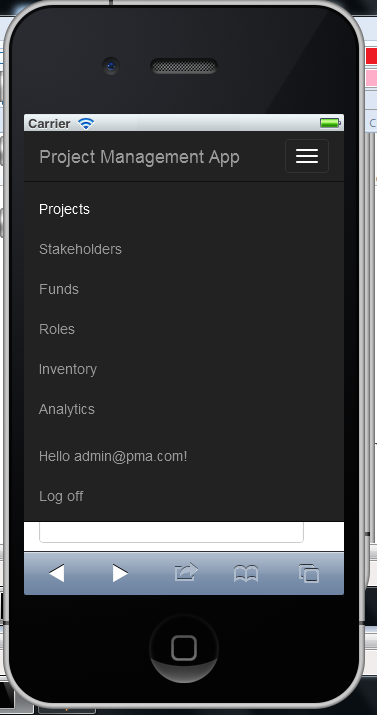 Carrier
Project Management App
Projects
Stakeholders
Funds
Roles
Inventory
Analytics
Hello admin@pma.com!
Log off